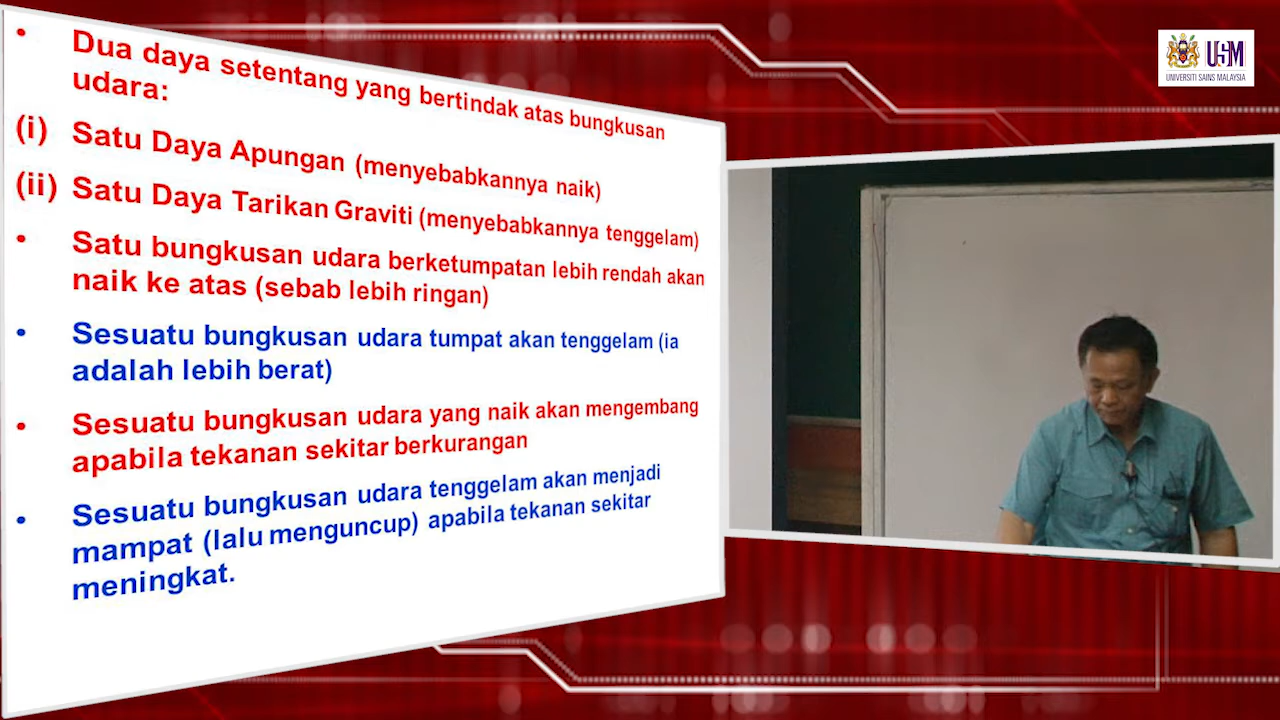 • Dua daya setentang yang bertindak atas bungkusan
udara:
(i) Satu Daya Apungan (menyebabkannya naik)
(ii) Satu Daya Tarikan Graviti (menyebabkannya tenggelam)
• Satu bungkusan udara berketumpatan lebih rendah akan
naik ke atas (sebab lebih ringan)
• Sesuatu bungkusan udara tumpat akan tenggelam (ia
adalah lebih berat)
• Sesuatu bungkusan udara yang naik akan mengembang
apabila tekanan sekitar berkurangan
• Sesuatu bungkusan udara tenggelam akan menjadi
mampat (lalu menguncup) apabila tekanan sekitar
meningkat.
USM
UNIVERSITI SAINS MALAYSIA